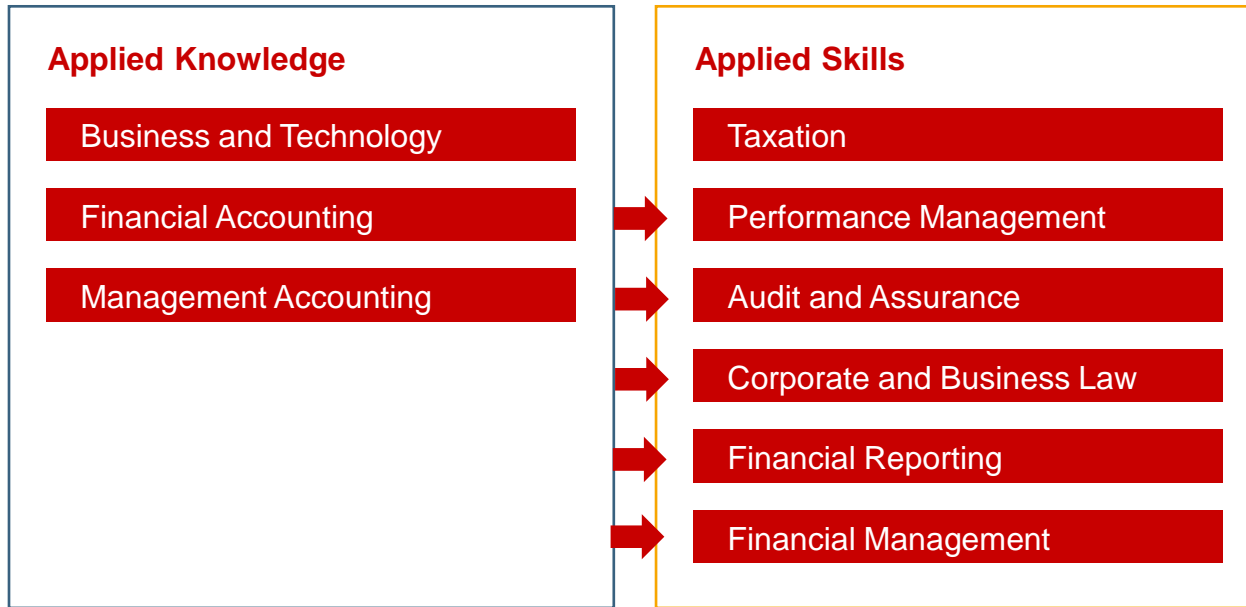 Applied Knowledge
Business and Technology
Financial Accounting
Management Accounting
Applied Skills
Taxation
Performance Management
Audit and Assurance
Corporate and Business Law
Financial Reporting
Financial Management